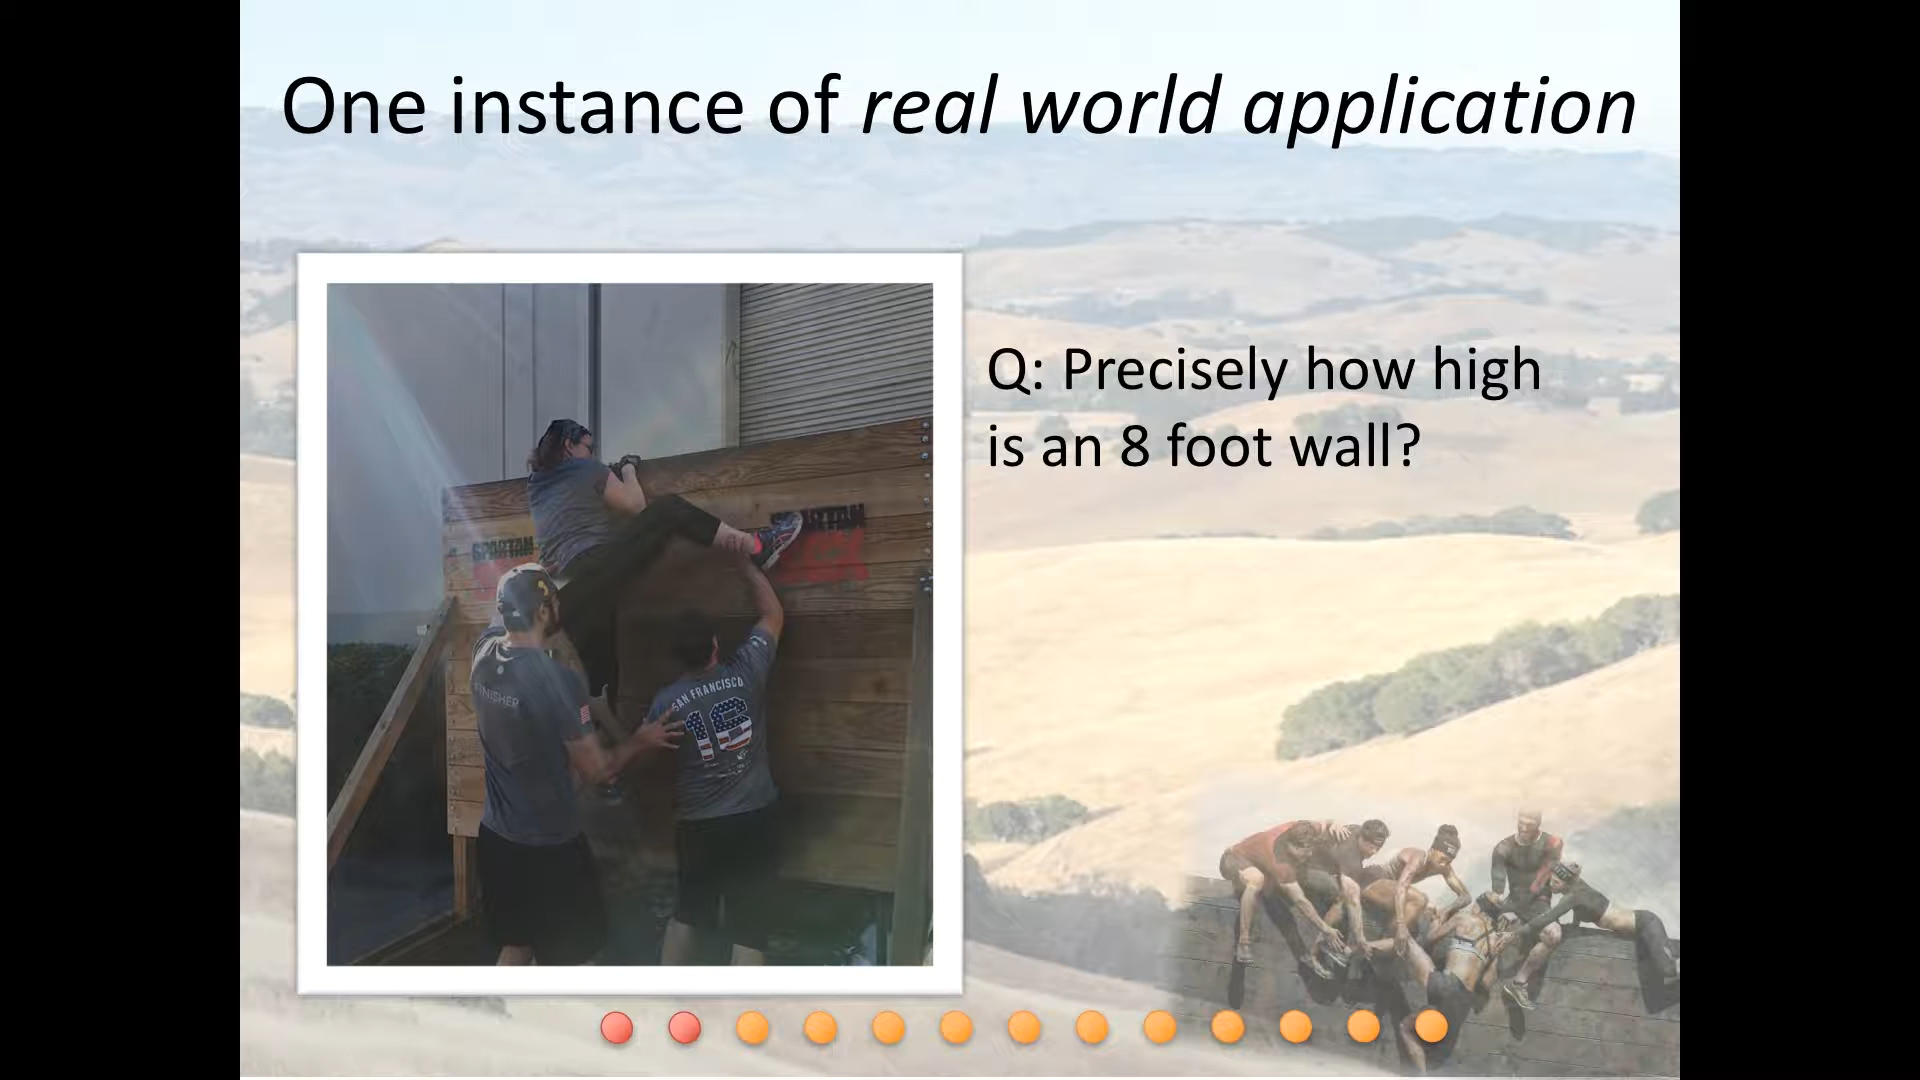 One instance of real world application
Q: Precisely how high
is an 8 foot wall?
SPARTAN
SPARTAN
FINISHER
SAN FRANCISCO
16